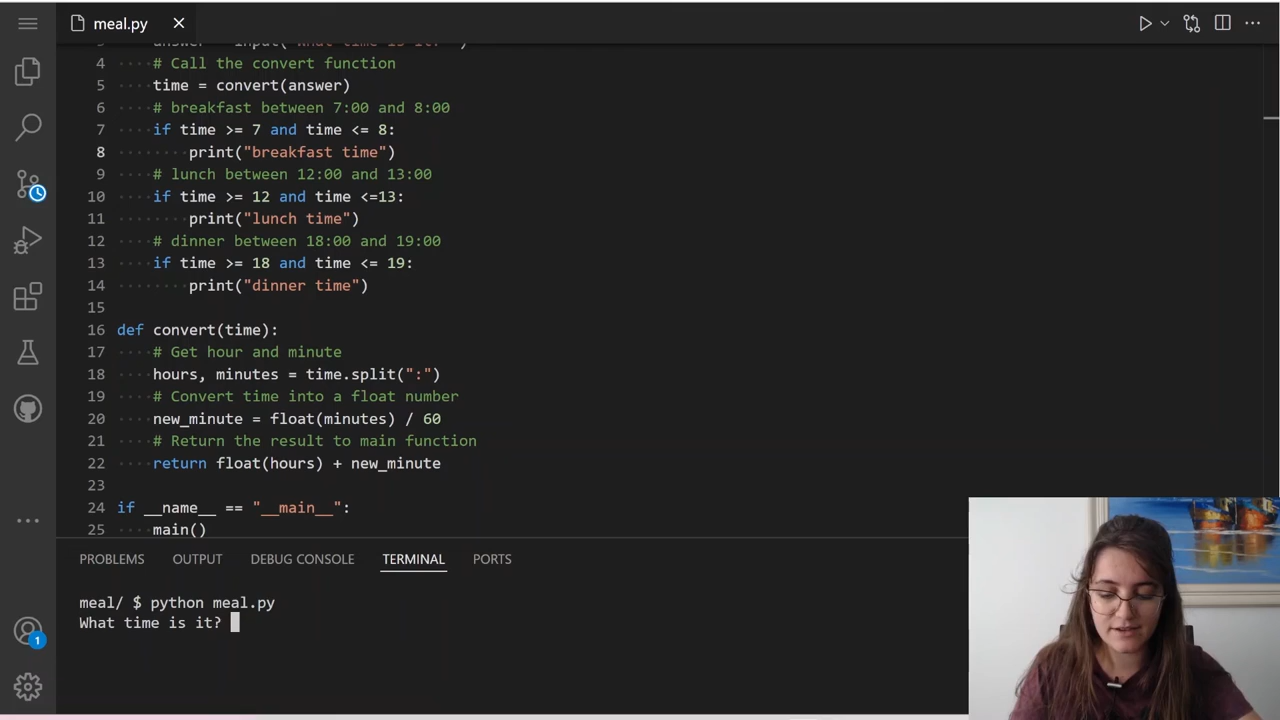 meal.py
4 # Call the convert function
5 time = convert(answer)
6 # breakfast between 7:00 and 8:00
7 if time >= 7 and time <= 8:
8 print("breakfast time")
9 # lunch between 12:00 and 13:00
10 if time >= 12 and time <=13:
11 print("lunch time")
12 # dinner between 18:00 and 19:00
13 if time >= 18 and time <= 19:
14 print("dinner time")
15
16 def convert(time):
17 # Get hour and minute
18 hours, minutes = time.split(":")
19 # Convert time into a float number
20 new_minute = float(minutes) / 60
21 # Return the result to main function
22 return float(hours) + new_minute
23
24 if __name__ == "__main__":
25 main()
PROBLEMS OUTPUT DEBUG CONSOLE TERMINAL PORTS
meal/ $ python meal.py
What time is it?
1